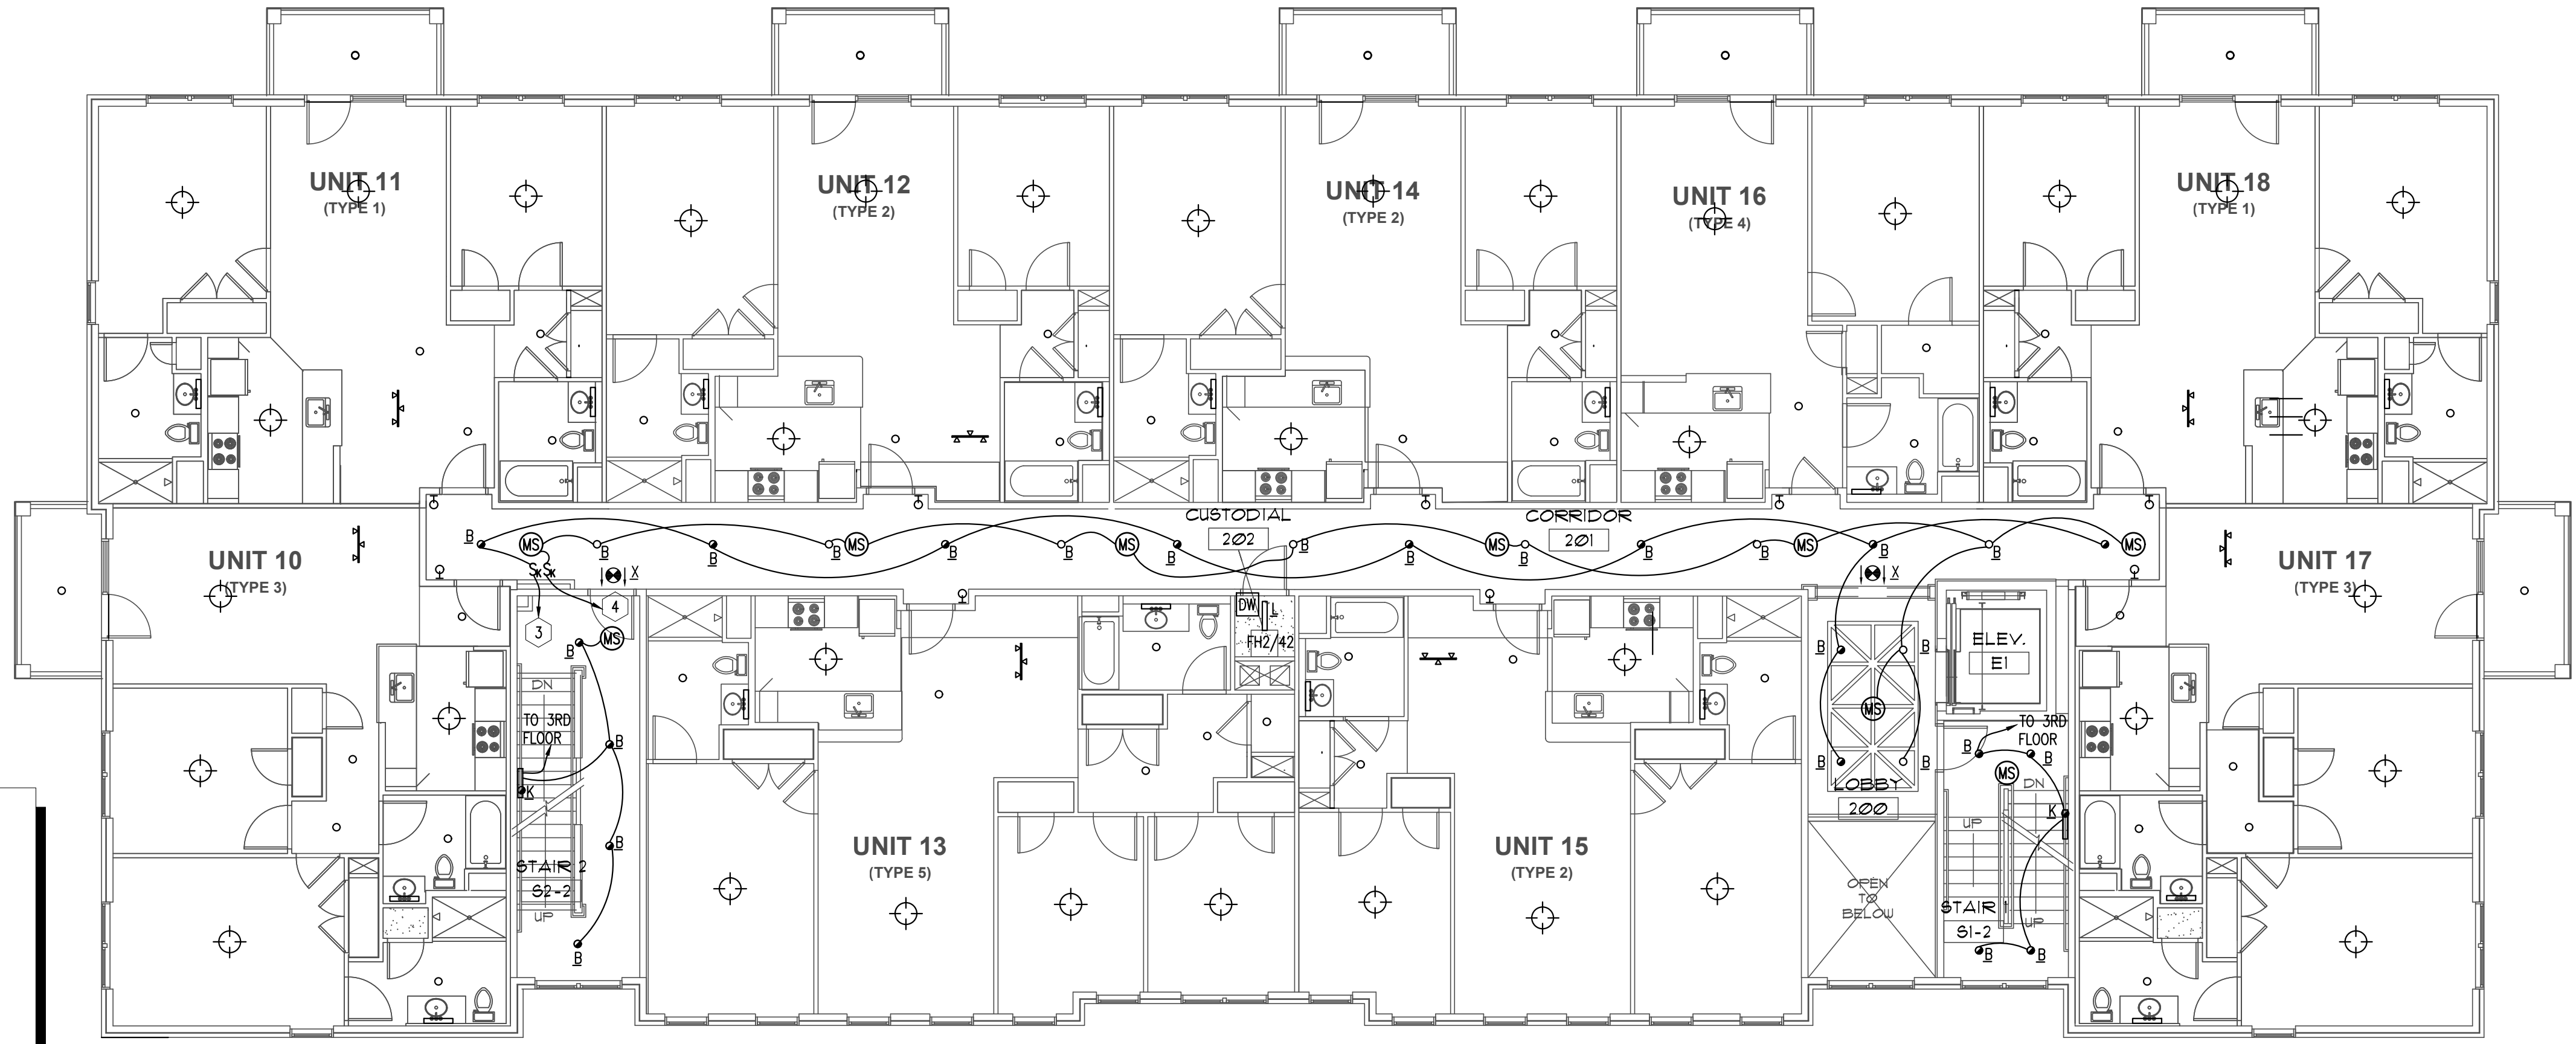 UNIT 11
(TYPE 1)
UNIT 12
(TYPE 2)
UNIT 14
(TYPE 2)
UNIT 16
(TYPE 4)
UNIT 18
(TYPE 1)
CUSTODIAL
202
CORRIDOR
201
B
MS
B
B
B
MS
B
B
MS
B
B
B
MS
B
B
B
MS
B
B
MS
UNIT 10
(TYPE 3)
X
X
UNIT 17
(TYPE 3)
3
4
DW
L
FH2/42
MS
B
B
B
ELEV.
E1
DN
TO 3RD
FLOOR
B
MS
TO 3RD
FLOOR
B
B
B
B
K
MS
DN
LOBBY
200
K
UP
UNIT 13
(TYPE 5)
UNIT 15
(TYPE 2)
B
STAIR 2
S2-2
UP
OPEN
TO
BELOW
STAIR 1
S1-2
UP
B
B
B